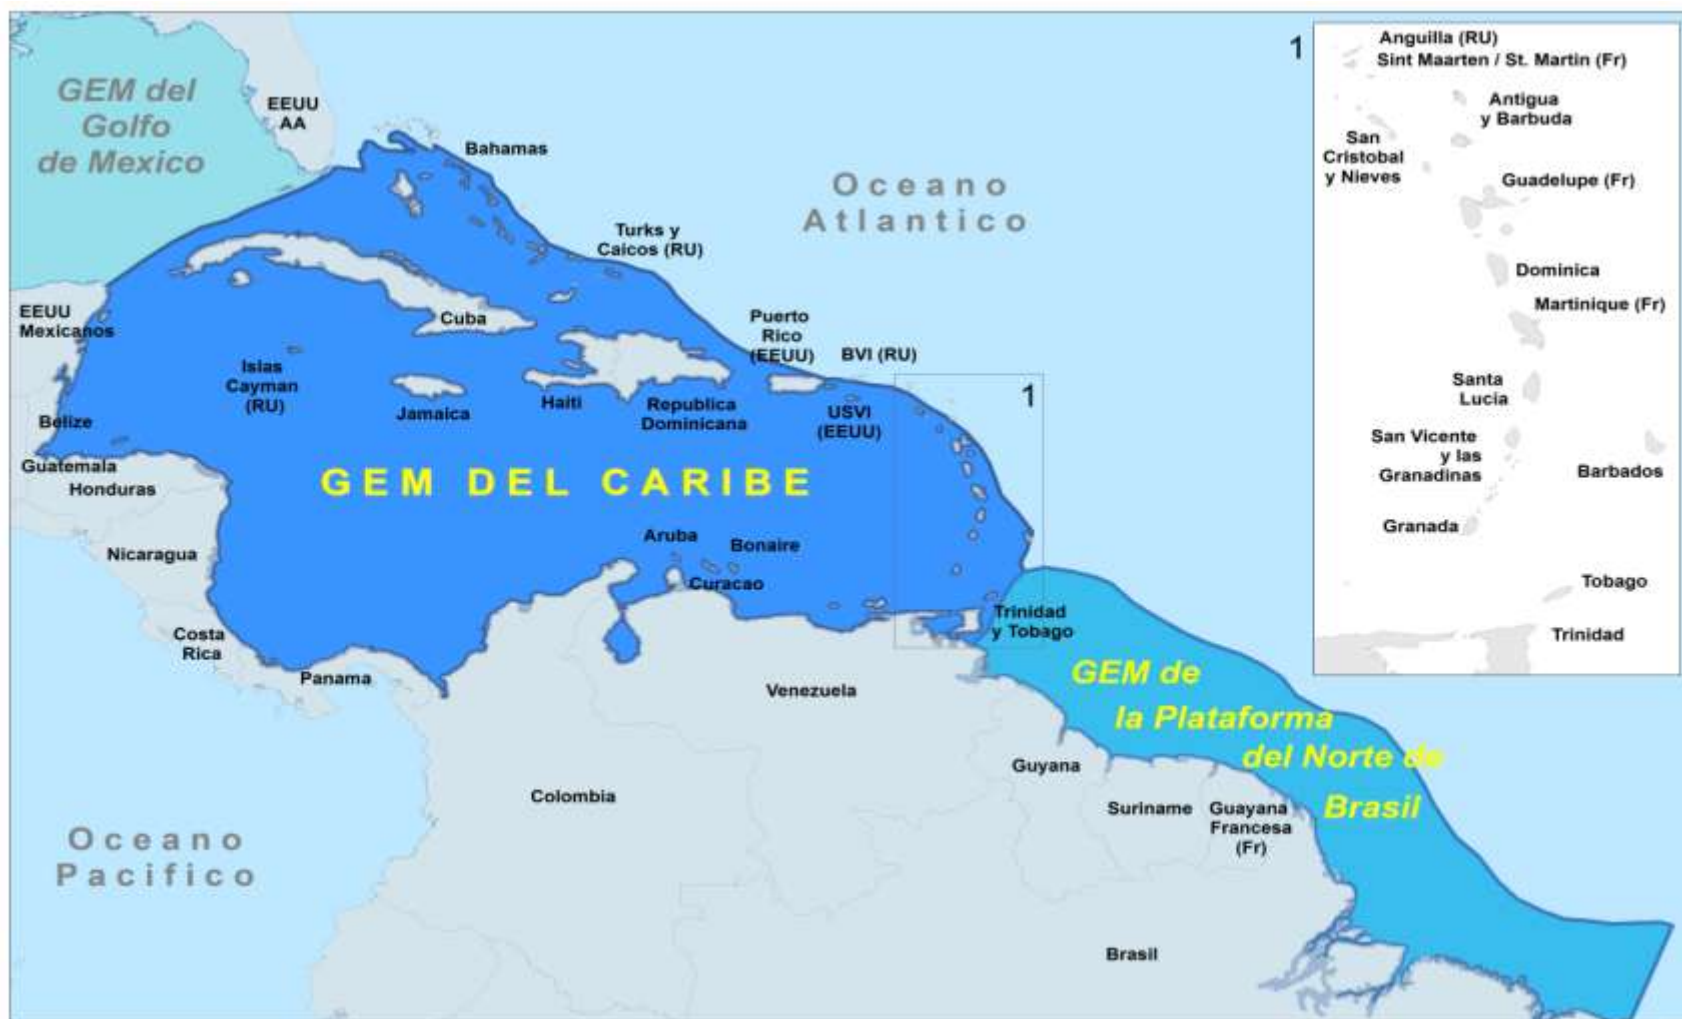 GEM del
Golfo
de Mexico
EEUU
AA
Bahamas
Oceano
Atlantico
Turks y
Caicos (RU)
EEUU
Mexicanos
Cuba
Puerto
Rico
(EEUU)
BVI (RU)
Islas
Cayman
(RU)
Jamaica
Haiti
Republica
Dominicana
USVI
(EEUU)
1
Belize
Guatemala
Honduras
GEM DEL CARIBE
Nicaragua
Aruba
Bonaire
Curacao
Costa
Rica
Panama
Trinidad
y Tobago
Venezuela
GEM de
la Plataforma
del Norte de
Brasil
Colombia
Guyana
Suriname
Guayana
Francesa
(Fr)
Oceano
Pacifico
Brasil
1
Anguilla (RU)
Sint Maarten / St. Martin (Fr)
Antigua
y Barbuda
San
Cristobal
y Nieves
Guadelupe (Fr)
Dominica
Martinique (Fr)
Santa
Lucia
San Vicente
y las
Granadinas
Barbados
Granada
Tobago
Trinidad